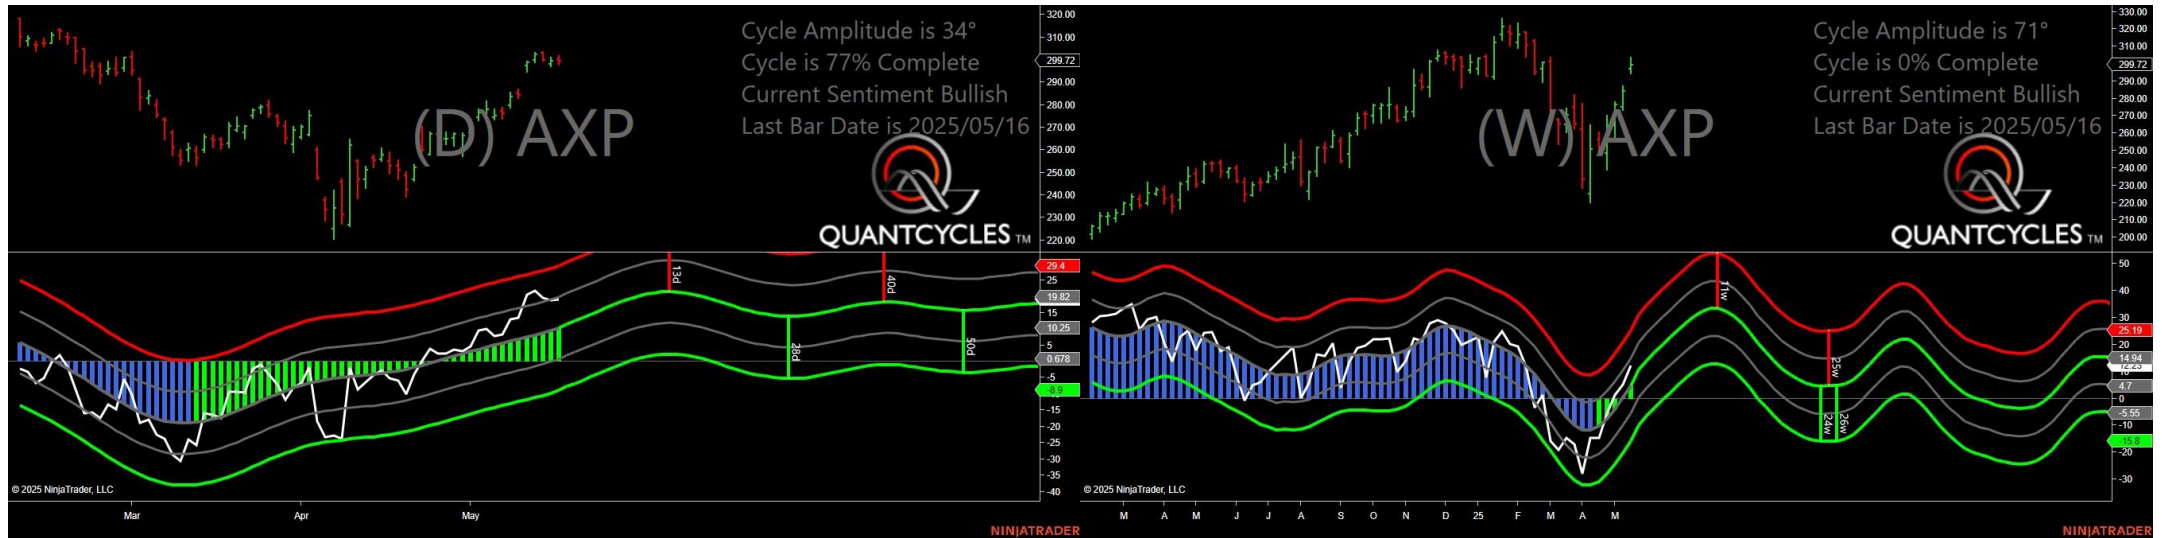 Cycle Amplitude is 34°
Cycle is 77% Complete
Current Sentiment Bullish
Last Bar Date is 2025/05/16
(D) AXP
QUANTCYCLES TM
320.00
310.00
299.72
290.00
280.00
270.00
260.00
250.00
240.00
230.00
220.00
13d
40d
28d
50d
29.4
25
19.82
15
10.25
5
0.678
-5
-8.9
-15
-20
-25
-30
-35
-40
© 2025 NinjaTrader, LLC
Mar
Apr
May
NINJATRADER
Cycle Amplitude is 71°
Cycle is 0% Complete
Current Sentiment Bullish
Last Bar Date is 2025/05/16
(W) AXP
QUANTCYCLES TM
330.00
320.00
310.00
299.72
290.00
280.00
270.00
260.00
250.00
240.00
230.00
220.00
210.00
200.00
11w
25w
24w
26w
50
40
30
25.19
20
14.94
12.23
10
4.7
0
-5.55
-10
-15.8
-20
-30
© 2025 NinjaTrader, LLC
M A M J J A S O N D 25 F M A M
NINJATRADER